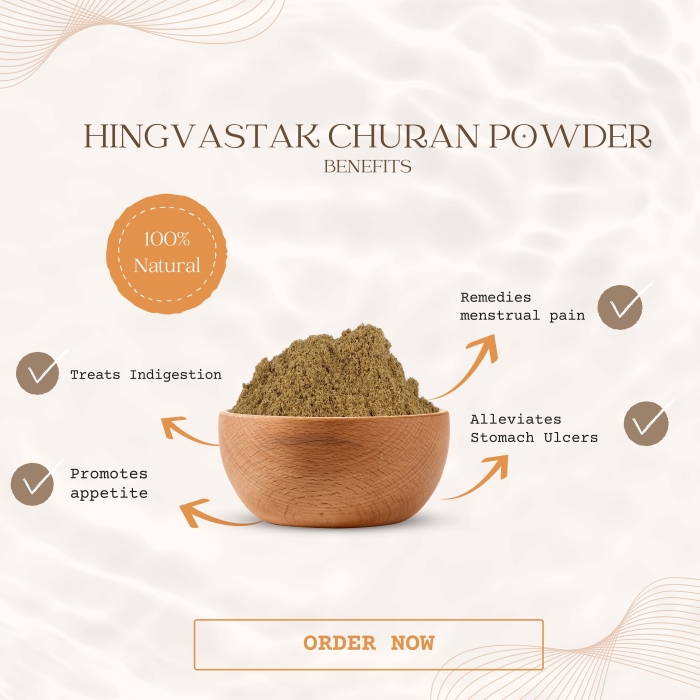 HINGVASTAK CHURAN POWDER
BENEFITS
100%
Natural
Remedies
menstrual pain
Treats Indigestion
Alleviates
Stomach Ulcers
Promotes
appetite
ORDER NOW